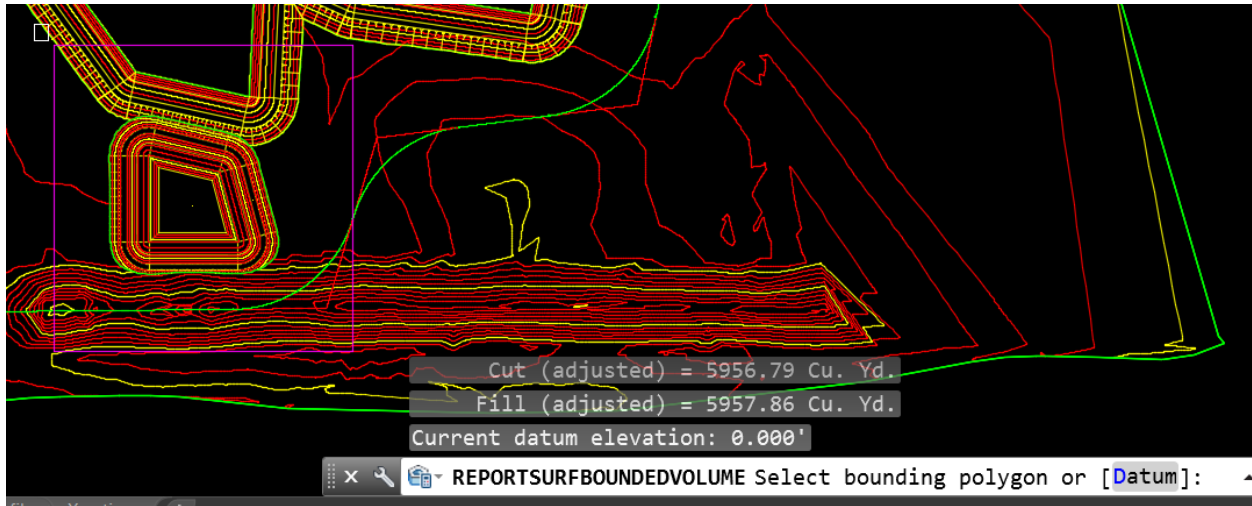 Cut (adjusted) = 5956.79 Cu. Yd.
Fill (adjusted) = 5957.86 Cu. Yd.
Current datum elevation: 0.000'
REPORTSURFBOUNDEDVOLUME Select bounding polygon or [Datum]: